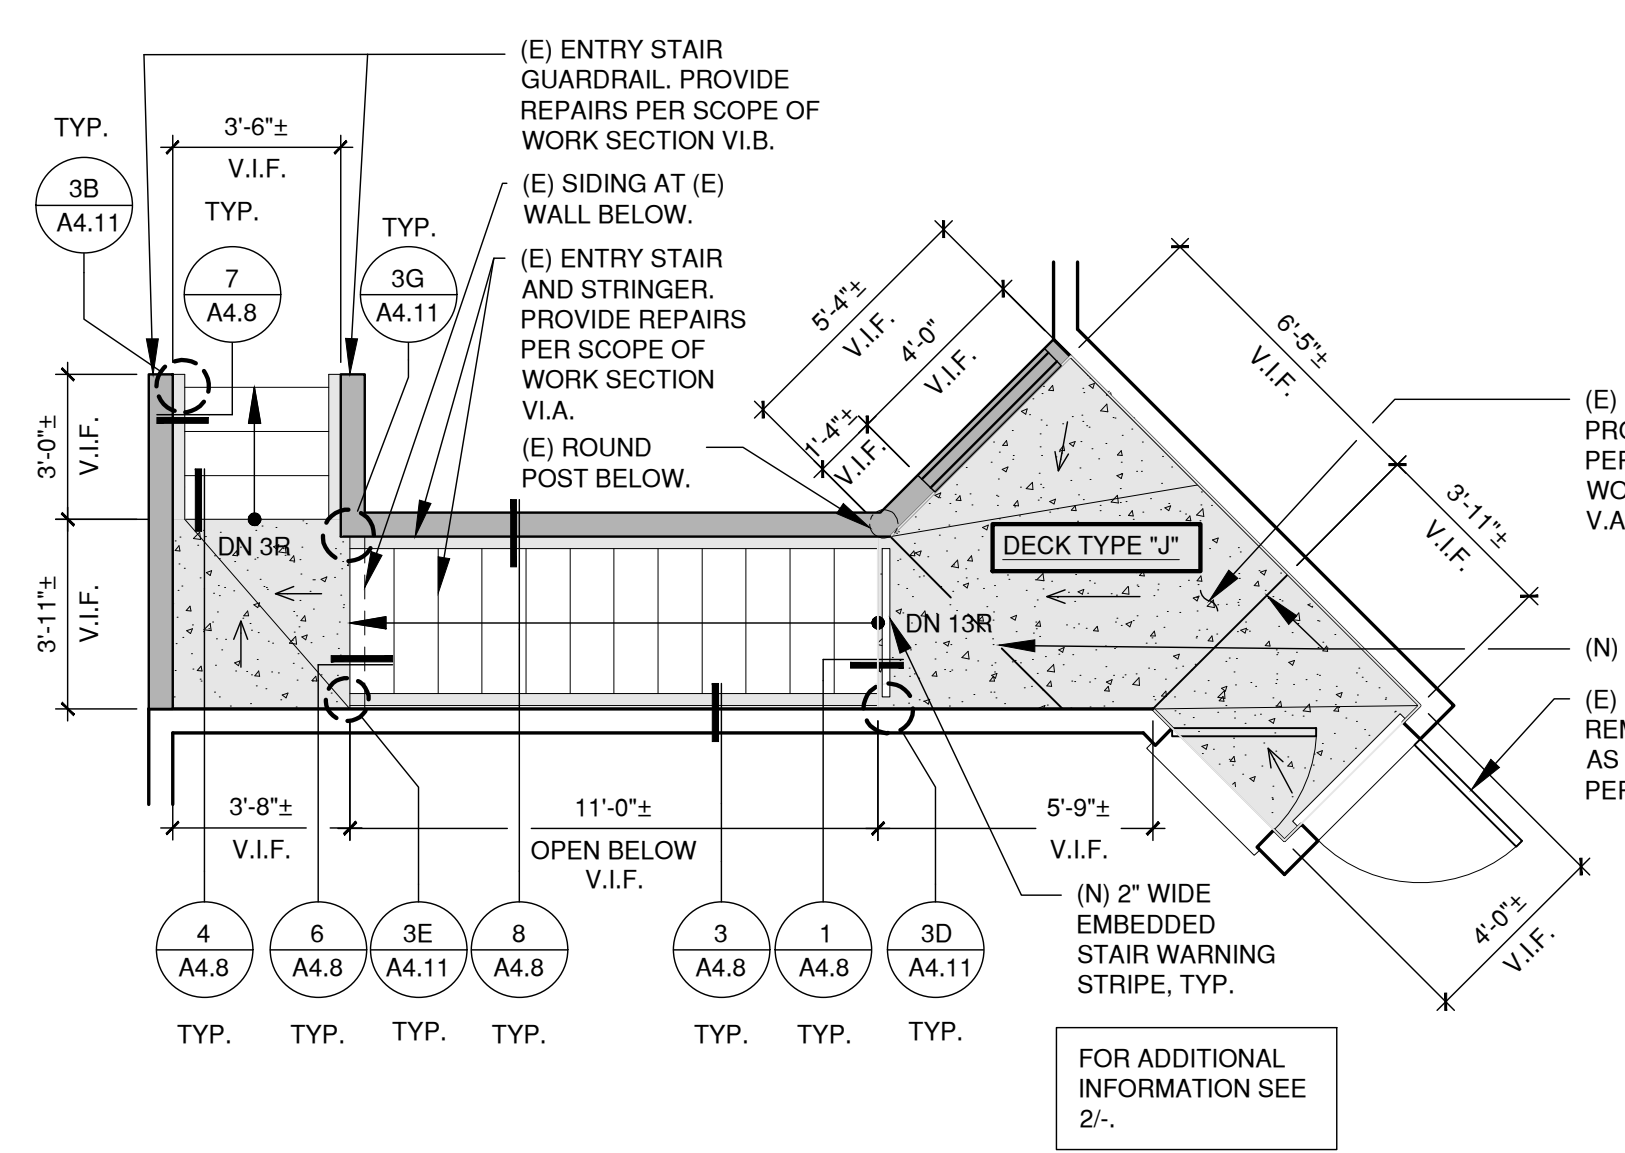 (E) ENTRY STAIR
GUARDRAIL. PROVIDE
REPAIRS PER SCOPE OF
WORK SECTION VI.B.
TYP.
3'-6"±
V.I.F.
3B
A4.11
TYP.
7
A4.8
TYP.
3G
A4.11
(E) SIDING AT (E)
WALL BELOW.
(E) ENTRY STAIR
AND STRINGER.
PROVIDE REPAIRS
PER SCOPE OF
WORK SECTION
VI.A.
(E) ROUND
POST BELOW.
5'-4"±
V.I.F.
4'-0"
V.I.F.
1'-4"±
V.I.F.
6'-5"±
V.I.F.
3'-11"±
V.I.F.
(E)
PRO
PER
WO
V.A
3'-0"±
V.I.F.
3'-11"±
V.I.F.
DN 3R
DECK TYPE "J"
DN 13R
(N)
(E)
REM
AS
PER
3'-8"±
V.I.F.
11'-0"±
OPEN BELOW
V.I.F.
5'-9"±
V.I.F.
4'-0"±
V.I.F.
(N) 2" WIDE
EMBEDDED
STAIR WARNING
STRIPE, TYP.
4
A4.8
TYP.
6
A4.8
TYP.
3E
A4.11
TYP.
8
A4.8
TYP.
3
A4.8
TYP.
1
A4.8
TYP.
3D
A4.11
TYP.
FOR ADDITIONAL
INFORMATION SEE
2/-.